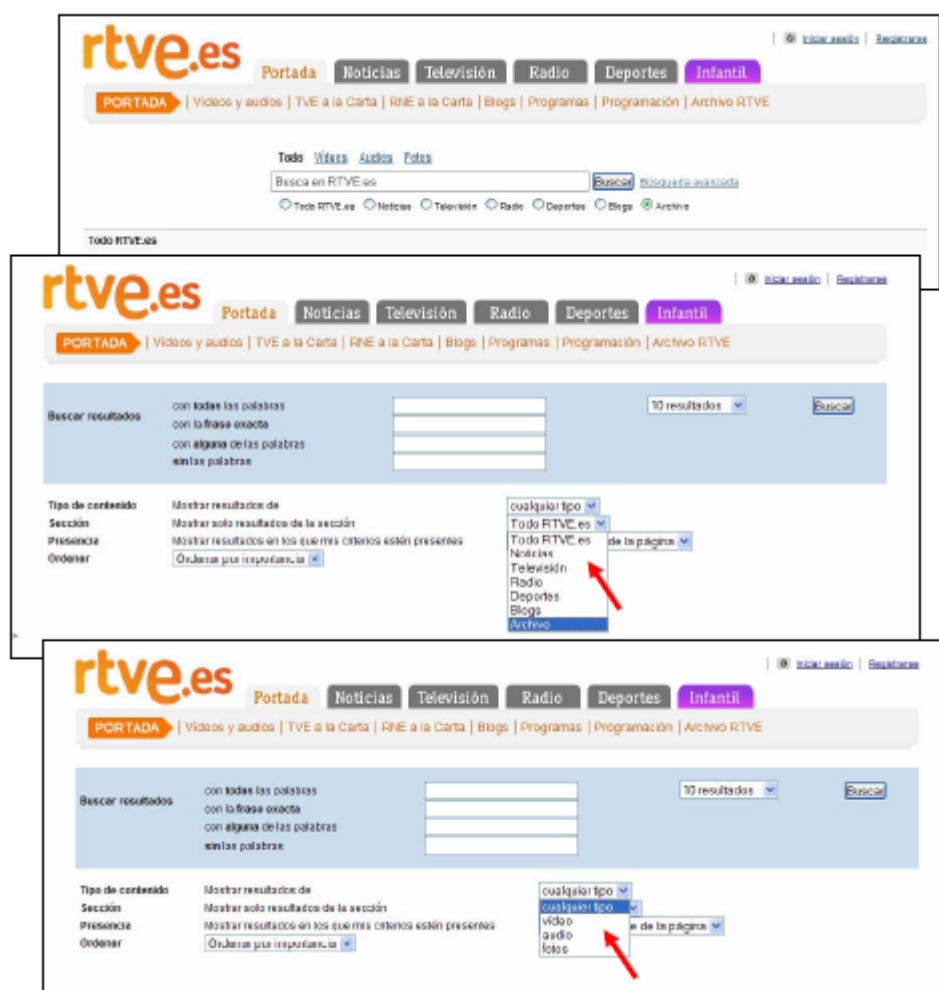 rtve.es
Iniciar sesión | Registrarse
Portada Noticias Televisión Radio Deportes Infantil
PORTADA | Vídeos y audios | TVE a la Carta | RNE a la Carta | Blogs | Programas | Programación | Archivo RTVE
Todo Vídeos Audios Fotos
Busca en RTVE.es Buscar Búsqueda avanzada
Todo RTVE.es Noticias Televisión Radio Deportes Blogs Archivo
Todo RTVE.es
rtve.es
Iniciar sesión | Registrarse
Portada Noticias Televisión Radio Deportes Infantil
PORTADA | Vídeos y audios | TVE a la Carta | RNE a la Carta | Blogs | Programas | Programación | Archivo RTVE
Buscar resultados con todas las palabras 10 resultados Buscar
con la frase exacta
con alguna de las palabras
sin las palabras
Tipo de contenido Mostrar resultados de cualquier tipo
Sección Mostrar solo resultados de la sección Todo RTVE.es
Presencia Mostrar resultados en los que mis criterios estén presentes Todo RTVE.es de la página
Ordenar Ordenar por importancia Noticias
Televisión
Radio
Deportes
Blogs
Archivo
rtve.es
Iniciar sesión | Registrarse
Portada Noticias Televisión Radio Deportes Infantil
PORTADA | Vídeos y audios | TVE a la Carta | RNE a la Carta | Blogs | Programas | Programación | Archivo RTVE
Buscar resultados con todas las palabras 10 resultados Buscar
con la frase exacta
con alguna de las palabras
sin las palabras
Tipo de contenido Mostrar resultados de cualquier tipo
Sección Mostrar solo resultados de la sección cualquier tipo
Presencia Mostrar resultados en los que mis criterios estén presentes vídeo e de la página
Ordenar Ordenar por importancia audio
fotos